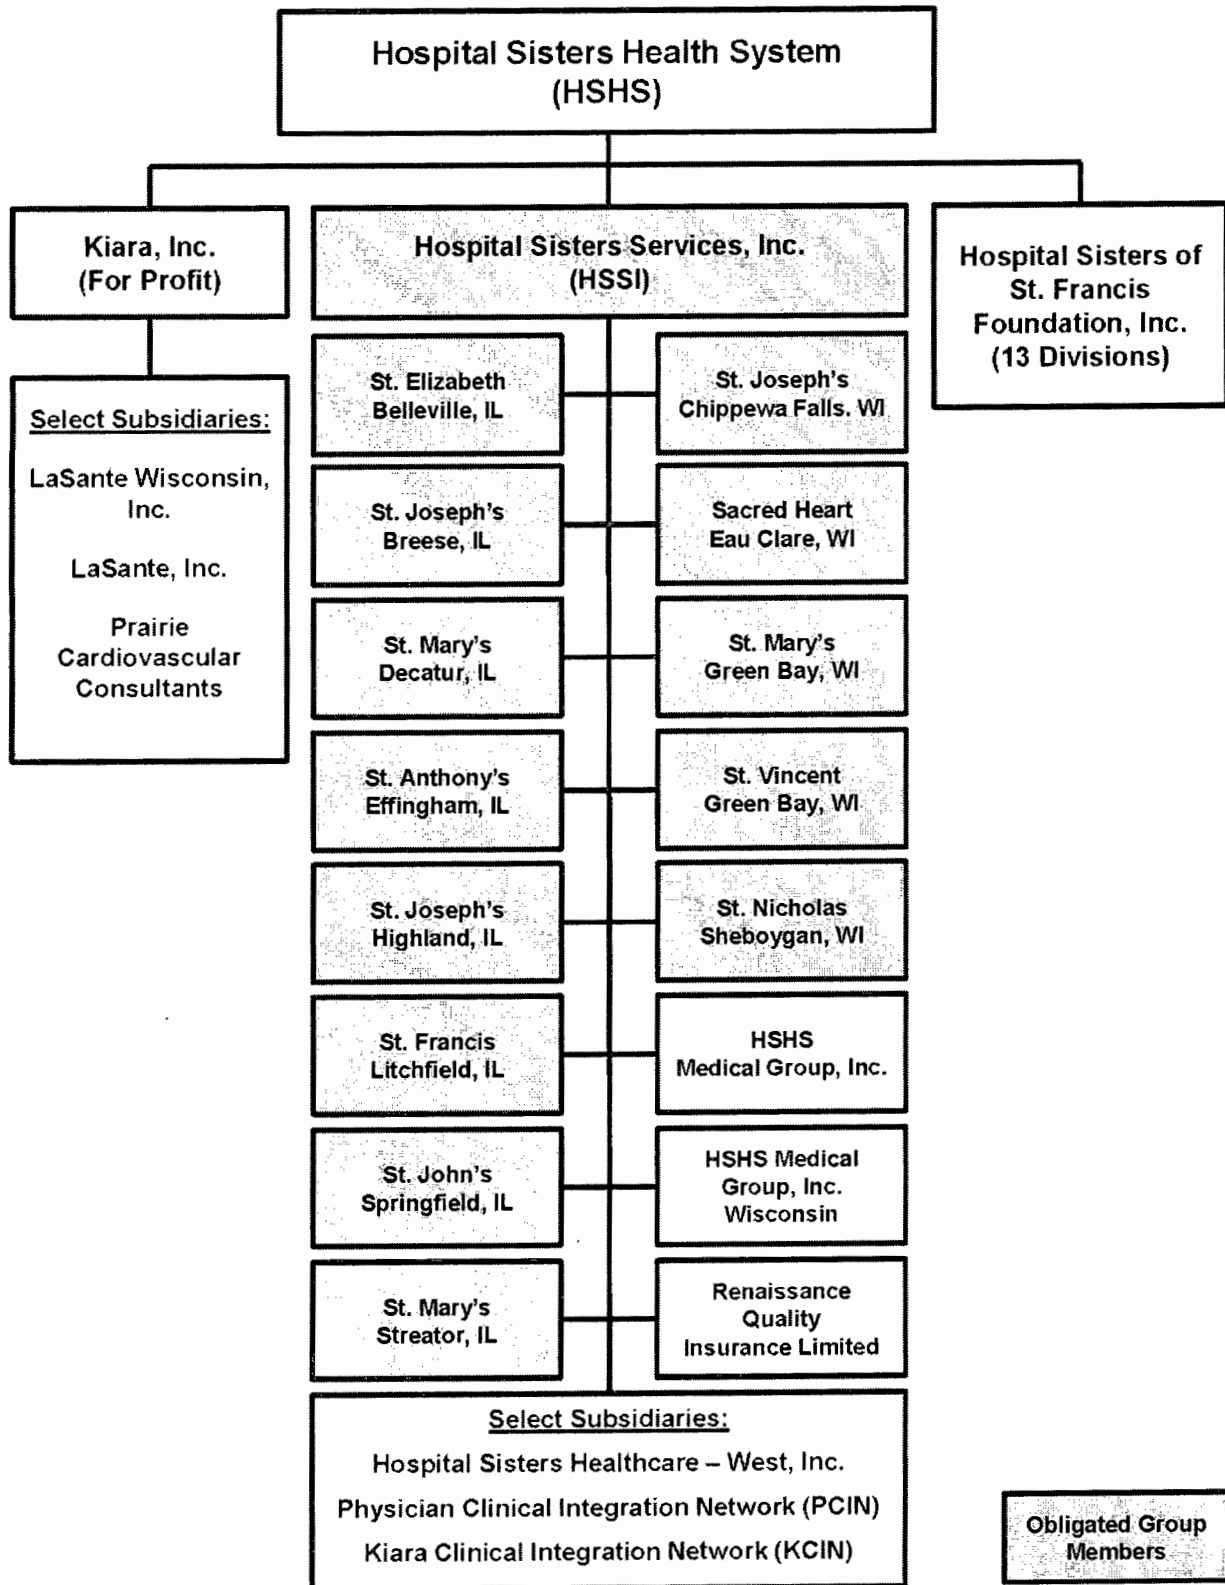 Hospital Sisters Health System
(HSHS)
Kiara, Inc.
(For Profit)
Hospital Sisters Services, Inc.
(HSSI)
Hospital Sisters of
St. Francis
Foundation, Inc.
(13 Divisions)
Select Subsidiaries:
LaSante Wisconsin,
Inc.
LaSante, Inc.
Prairie
Cardiovascular
Consultants
St. Elizabeth
Belleville, IL
St. Joseph's
Chippewa Falls. WI
St. Joseph's
Breese, IL
Sacred Heart
Eau Clare, WI
St. Mary's
Decatur, IL
St. Mary's
Green Bay, WI
St. Anthony's
Effingham, IL
St. Vincent
Green Bay, WI
St. Joseph's
Highland, IL
St. Nicholas
Sheboygan, WI
St. Francis
Litchfield, IL
HSHS
Medical Group, Inc.
St. John's
Springfield, IL
HSHS Medical
Group, Inc.
Wisconsin
St. Mary's
Streator, IL
Renaissance
Quality
Insurance Limited
Select Subsidiaries:
Hospital Sisters Healthcare – West, Inc.
Physician Clinical Integration Network (PCIN)
Kiara Clinical Integration Network (KCIN)
Obligated Group
Members